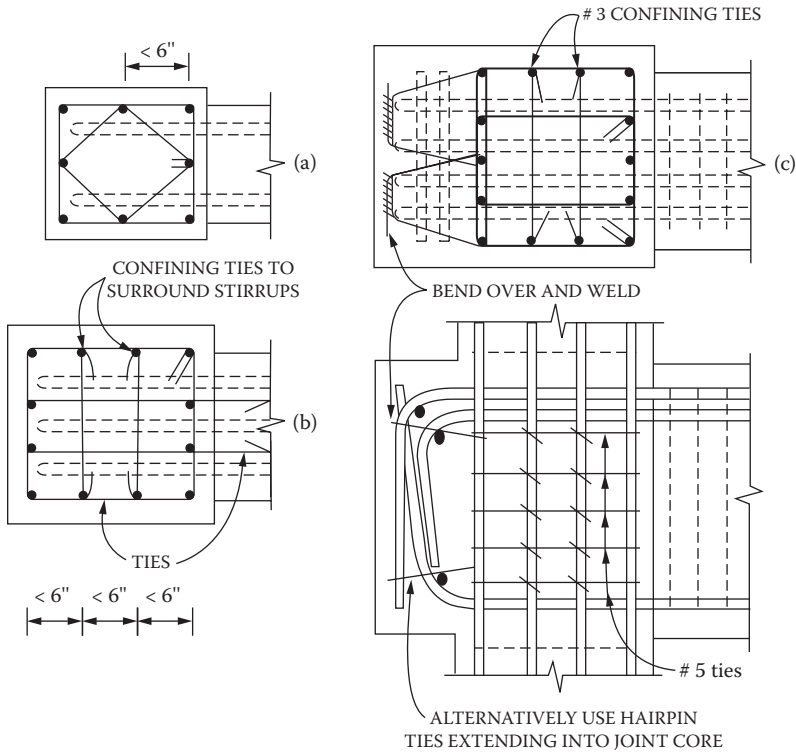 < 6"
(a)
# 3 CONFINING TIES
(c)
CONFINING TIES TO
SURROUND STIRRUPS
BEND OVER AND WELD
(b)
TIES
< 6" < 6" < 6"
# 5 ties
ALTERNATIVELY USE HAIRPIN
TIES EXTENDING INTO JOINT CORE